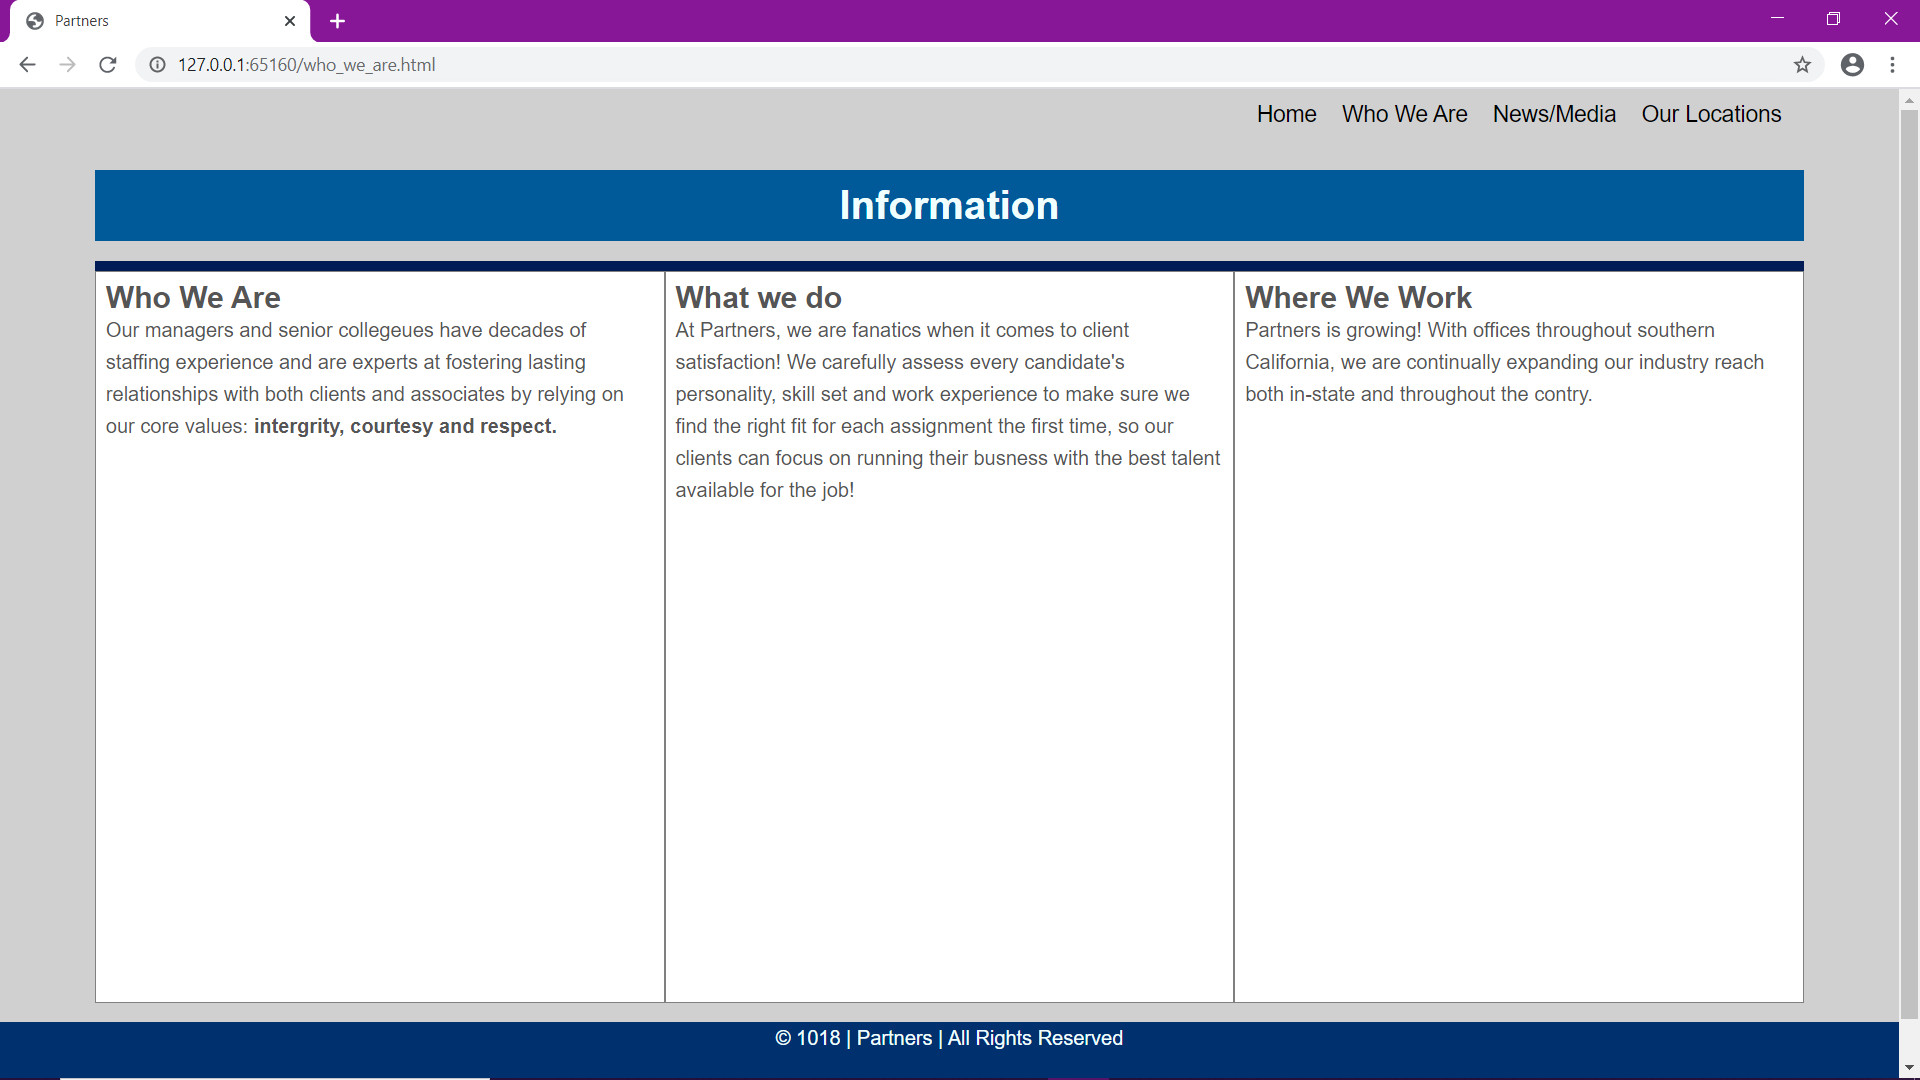 Partners
127.0.0.1:65160/who_we_are.html
Home Who We Are News/Media Our Locations
Information
Who We Are
Our managers and senior collegeues have decades of
staffing experience and are experts at fostering lasting
relationships with both clients and associates by relying on
our core values: intergrity, courtesy and respect.
What we do
At Partners, we are fanatics when it comes to client
satisfaction! We carefully assess every candidate's
personality, skill set and work experience to make sure we
find the right fit for each assignment the first time, so our
clients can focus on running their busness with the best talent
available for the job!
Where We Work
Partners is growing! With offices throughout southern
California, we are continually expanding our industry reach
both in-state and throughout the contry.
© 1018 | Partners | All Rights Reserved